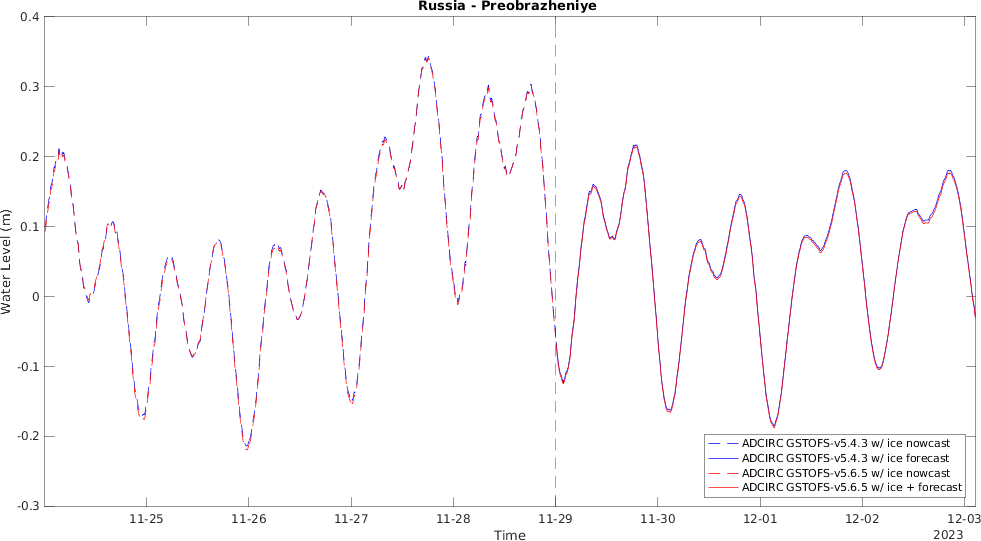 Russia - Preobrazheniye
Water Level (m)
0.4
0.3
0.2
0.1
0
-0.1
-0.2
-0.3
ADCIRC GSTOFS-v5.4.3 w/ ice nowcast
ADCIRC GSTOFS-v5.4.3 w/ ice forecast
ADCIRC GSTOFS-v5.6.5 w/ ice nowcast
ADCIRC GSTOFS-v5.6.5 w/ ice + forecast
11-25 11-26 11-27 11-28 11-29 11-30 12-01 12-02 12-03
Time
2023